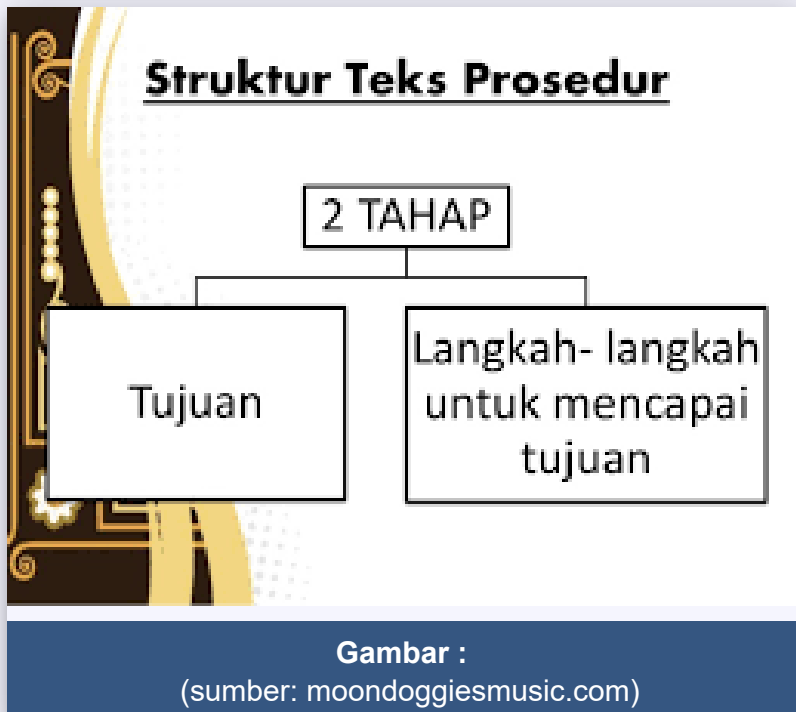 Struktur Teks Prosedur
2 TAHAP
Tujuan
Langkah- langkah
untuk mencapai
tujuan
Gambar :
(sumber: moondoggiesmusic.com)